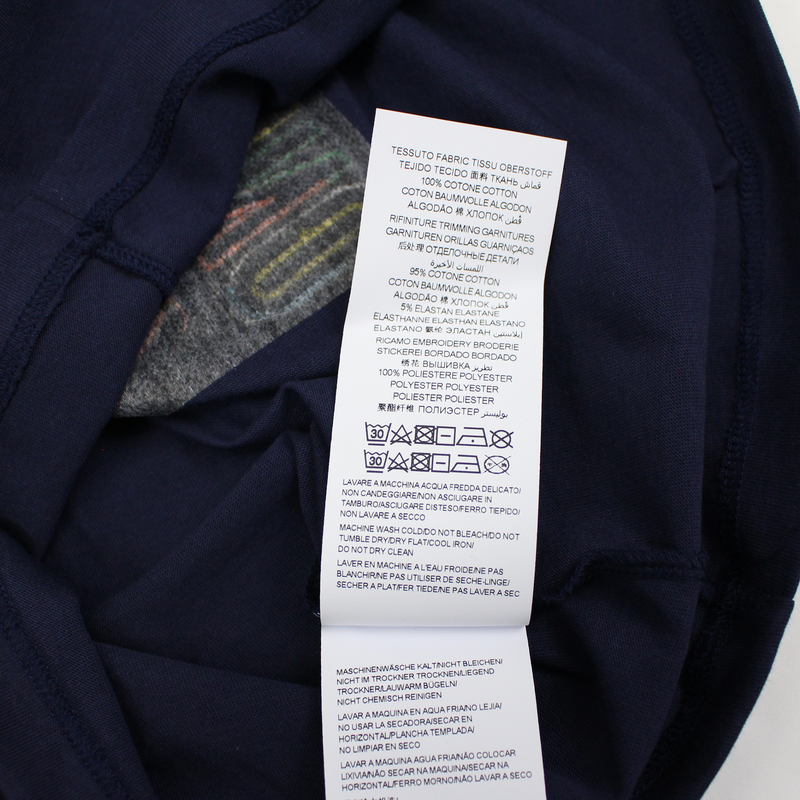 TESSUTO FABRIC TISSU OBERSTOFF
TEJIDO TECIDO 面料 ТКАНЬ قماش
100% COTONE COTTON
COTON BAUMWOLLE ALGODON
ALGODÃO 棉 ХЛОПОК قُطن
RIFINITURE TRIMMING GARNITURES
GARNITUREN ORILLAS GUARNIÇAOS
后处理 ОТДЕЛОЧНЫЕ ДЕТАЛИ
اللمسات الأخيرة
95% COTONE COTTON
COTON BAUMWOLLE ALGODON
ALGODÃO 棉 ХЛОПОК قُطن
5% ELASTAN ELASTANE
ELASTHANNE ELASTHAN ELASTANO
ELASTANO 氨纶 ЭЛАСТАН إيلاستين
RICAMO EMBROIDERY BRODERIE
STICKEREI BORDADO BORDADO
绣花 ВЫШИВКА تطريز
100% POLIESTERE POLYESTER
POLYESTER POLYESTER
POLIESTER POLIESTER
聚酯纤维 ПОЛИЭСТЕР بوليستر
30
30
LAVARE A MACCHINA ACQUA FREDDA DELICATO/
NON CANDEGGIARE/NON ASCIUGARE IN
TAMBURO/ASCIUGARE DISTESO/FERRO TIEPIDO/
NON LAVARE A SECCO
MACHINE WASH COLD/DO NOT BLEACH/DO NOT
TUMBLE DRY/DRY FLAT/COOL IRON/
DO NOT DRY CLEAN
LAVER EN MACHINE A L'EAU FROIDE/NE PAS
BLANCHIR/NE PAS UTILISER DE SECHE-LINGE/
SECHER A PLAT/FER TIEDE/NE PAS LAVER A SEC
MASCHINENWÄSCHE KALT/NICHT BLEICHEN/
NICHT IM TROCKNER TROCKNEN/LIEGEND
TROCKNEN/LAUWARM BÜGELN/
NICHT CHEMISCH REINIGEN
LAVAR A MAQUINA EN AQUA FRIA/NO LEJIA/
NO USAR LA SECADORA/SECAR EN
HORIZONTAL/PLANCHA TEMPLADA/
NO LIMPIAR EN SECO
LAVAR A MAQUINA AGUA FRIA/NÃO COLOCAR
LIXIVIA/NÃO SECAR NA MAQUINA/SECAR NA
HORIZONTAL/FERRO MORNO/NÃO LAVAR A SECO